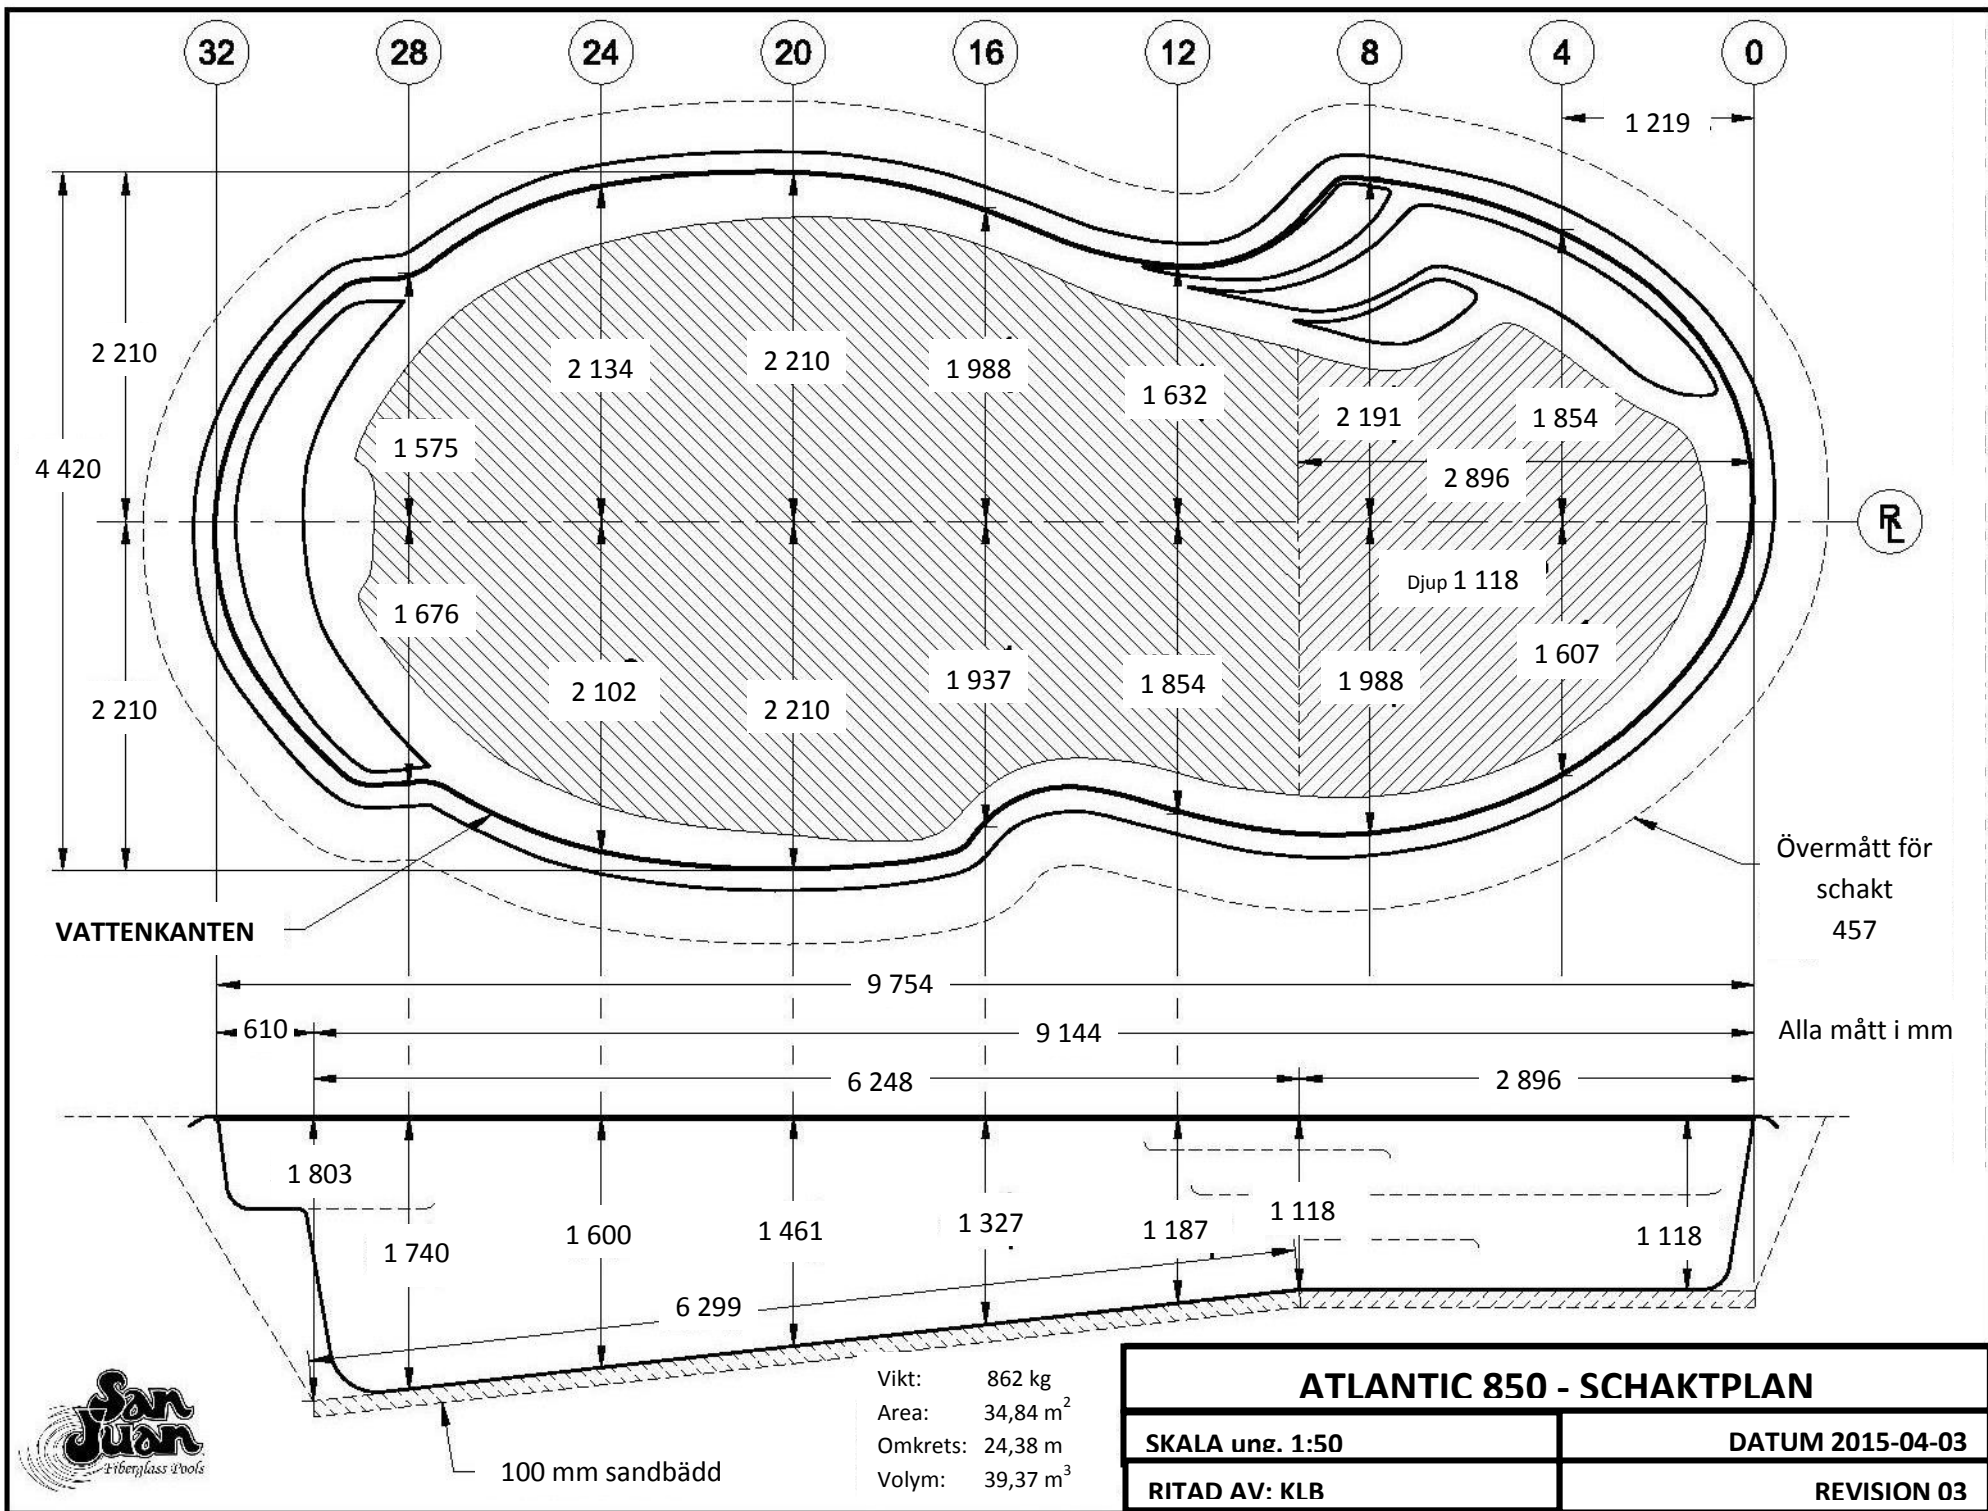 32 28 24 20 16 12 8 4 0
1 219
2 210
2 134
2 210
1 988
1 632
2 191
1 854
1 575
4 420
2 896
RL
Djup 1 118
1 676
2 102
2 210
1 937
1 854
1 988
1 607
2 210
Övermått för
schakt
457
VATTENKANTEN
9 754
610
9 144
Alla mått i mm
6 248
2 896
1 803
1 740
1 600
1 461
1 327
1 187
1 118
1 118
6 299
100 mm sandbädd
San
Juan
Fiberglass Pools
Vikt: 862 kg
Area: 34,84 m²
Omkrets: 24,38 m
Volym: 39,37 m³
ATLANTIC 850 - SCHAKTPLAN
SKALA ung. 1:50
DATUM 2015-04-03
RITAD AV: KLB
REVISION 03